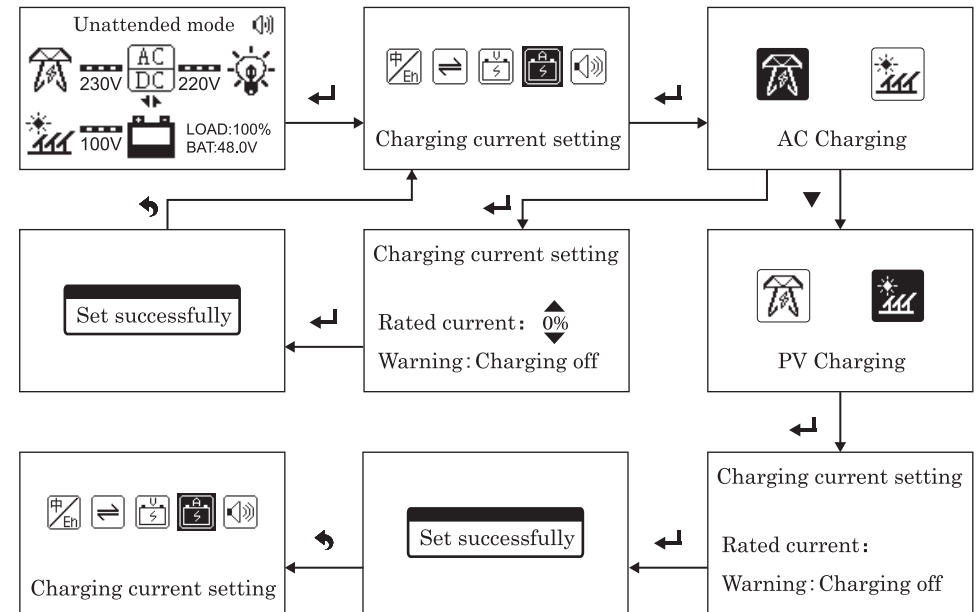 Unattended mode
AC
DC
230V
220V
100V
LOAD:100%
BAT:48.0V
中/En
U
A
Charging current setting
AC Charging
Set successfully
Charging current setting
Rated current: 0%
Warning:Charging off
PV Charging
中/En
U
A
Charging current setting
Set successfully
Charging current setting
Rated current:
Warning:Charging off